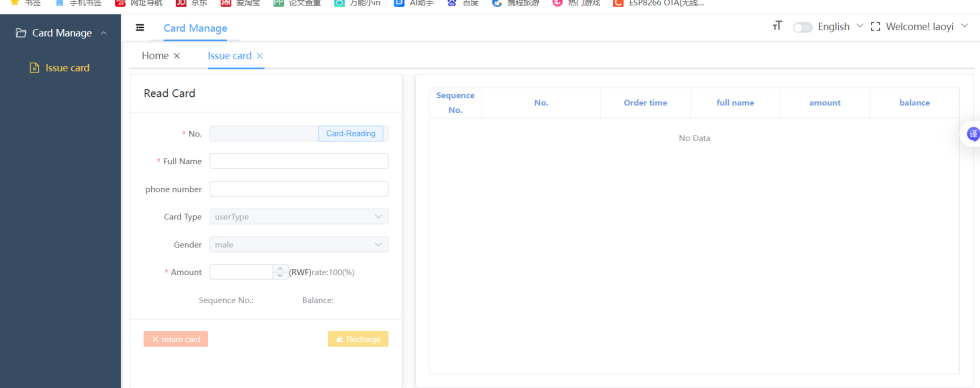 书签 手机书签 网址导航 京东 爱淘宝 论文查重 万能小in AI助手 百度 携程旅游 热门游戏 ESP8266 OTA(无线...
Card Manage
Card Manage
English Welcome! laoyi
Issue card
Home × Issue card ×
Read Card
* No. Card-Reading
* Full Name
phone number
Card Type userType
Gender male
* Amount (RWF)rate:100(%)
Sequence No.: Balance:
× return card Recharge
Sequence No. No. Order time full name amount balance
No Data
译